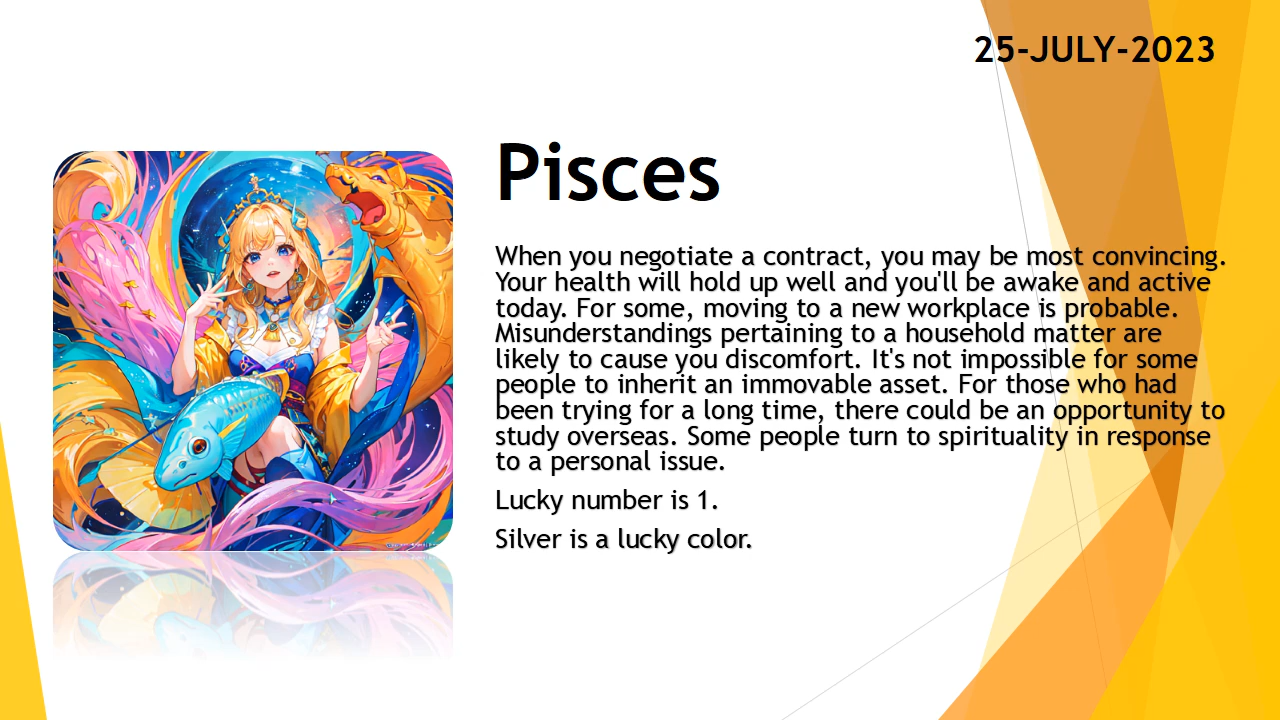 25-JULY-2023
Pisces
When you negotiate a contract, you may be most convincing.
Your health will hold up well and you'll be awake and active
today. For some, moving to a new workplace is probable.
Misunderstandings pertaining to a household matter are
likely to cause you discomfort. It's not impossible for some
people to inherit an immovable asset. For those who had
been trying for a long time, there could be an opportunity to
study overseas. Some people turn to spirituality in response
to a personal issue.
Lucky number is 1.
Silver is a lucky color.